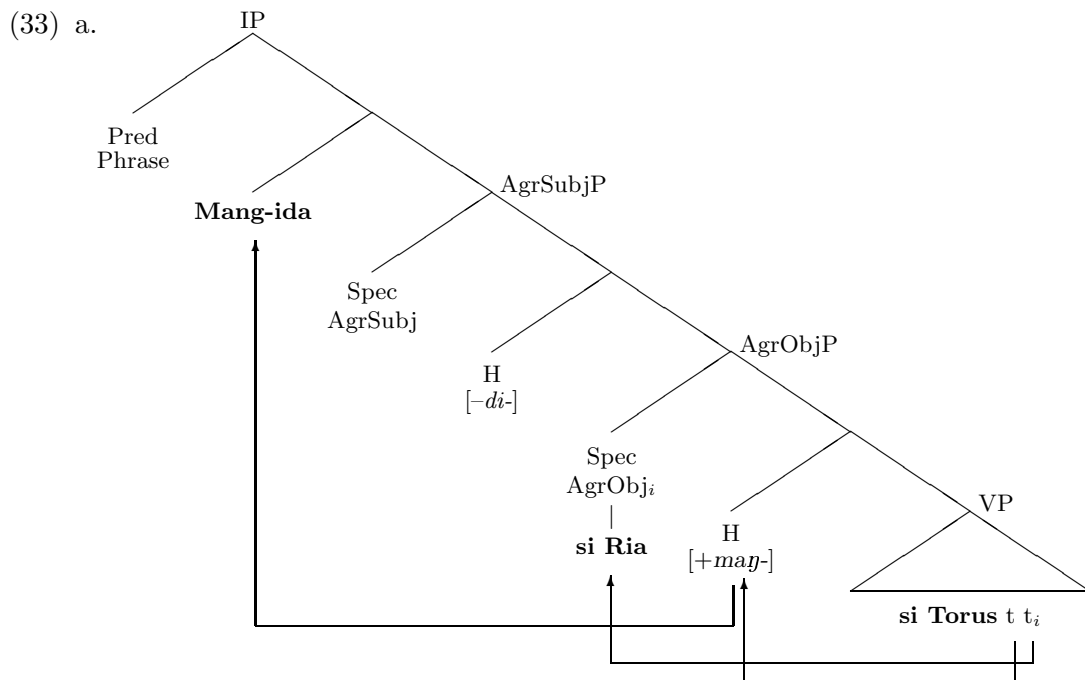 (33) a.
IP
Pred
Phrase
Mang-ida
AgrSubjP
Spec
AgrSubj
H
[–di-]
AgrObjP
Spec
AgrObjᵢ
si Ria
H
[+maŋ-]
VP
si Torus t tᵢ